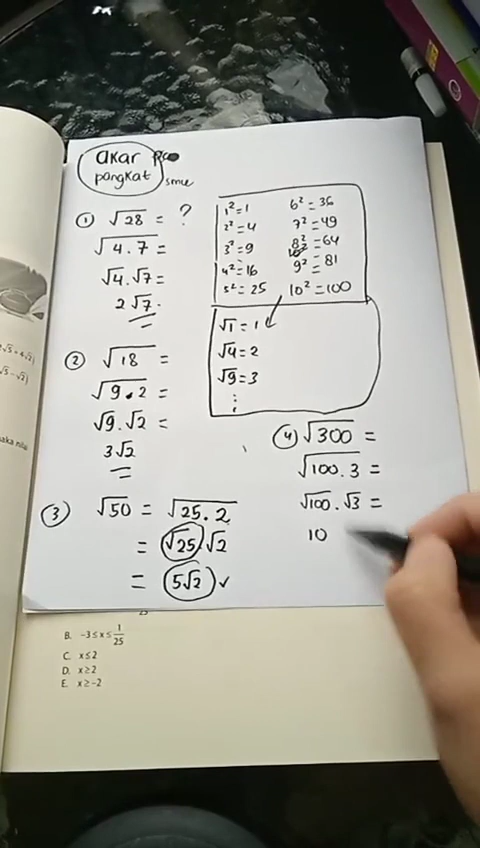 akar
pangkat
① √28 = ?
√4.7 =
√4.√7 =
2√7.
1² = 1
2² = 4
3² = 9
4² = 16
5² = 25
6² = 36
7² = 49
8² = 64
9² = 81
10² = 100
√1 = 1
√4 = 2
√9 = 3
⋮
② √18 =
√9.2 =
√9.√2 =
3√2
③ √50 = √25.2
= √25.√2
= 5√2 ✓
④ √300 =
√100.3 =
√100.√3 =
10
B. -3≤x≤1/25
C. x≤2
D. x≥2
E. x≥-2